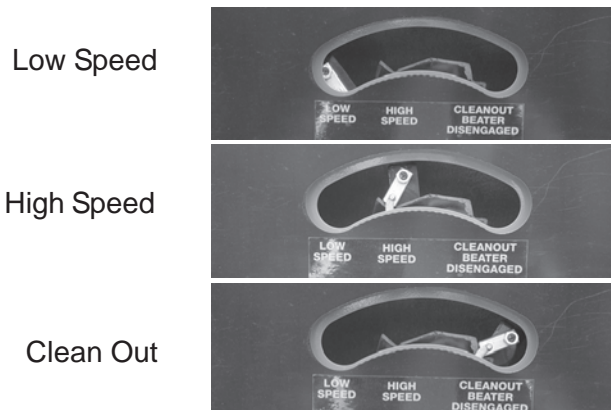 Low Speed
LOW SPEED
HIGH SPEED
CLEANOUT BEATER DISENGAGED
High Speed
LOW SPEED
HIGH SPEED
CLEANOUT BEATER DISENGAGED
Clean Out
LOW SPEED
HIGH SPEED
CLEANOUT BEATER DISENGAGED